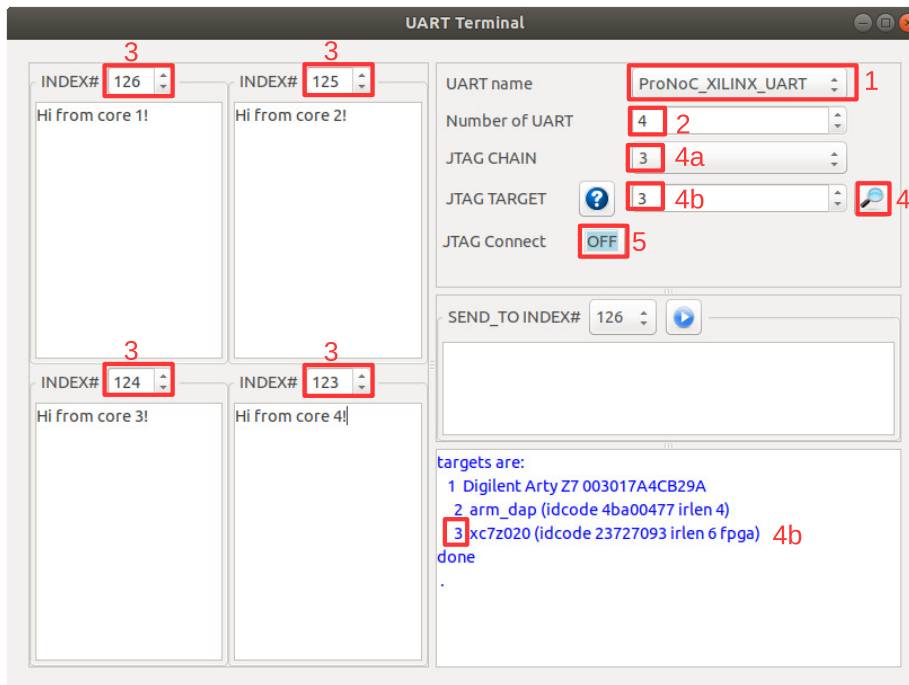 UART Terminal
3
3
INDEX# 126
INDEX# 125
Hi from core 1!
Hi from core 2!
3
3
INDEX# 124
INDEX# 123
Hi from core 3!
Hi from core 4!
UART name ProNoC_XILINX_UART 1
Number of UART 4 2
JTAG CHAIN 3 4a
JTAG TARGET ? 3 4b 4
JTAG Connect OFF 5
SEND_TO INDEX# 126
targets are:
1 Digilent Arty Z7 003017A4CB29A
2 arm_dap (idcode 4ba00477 irlen 4)
3 xc7z020 (idcode 23727093 irlen 6 fpga) 4b
done
.